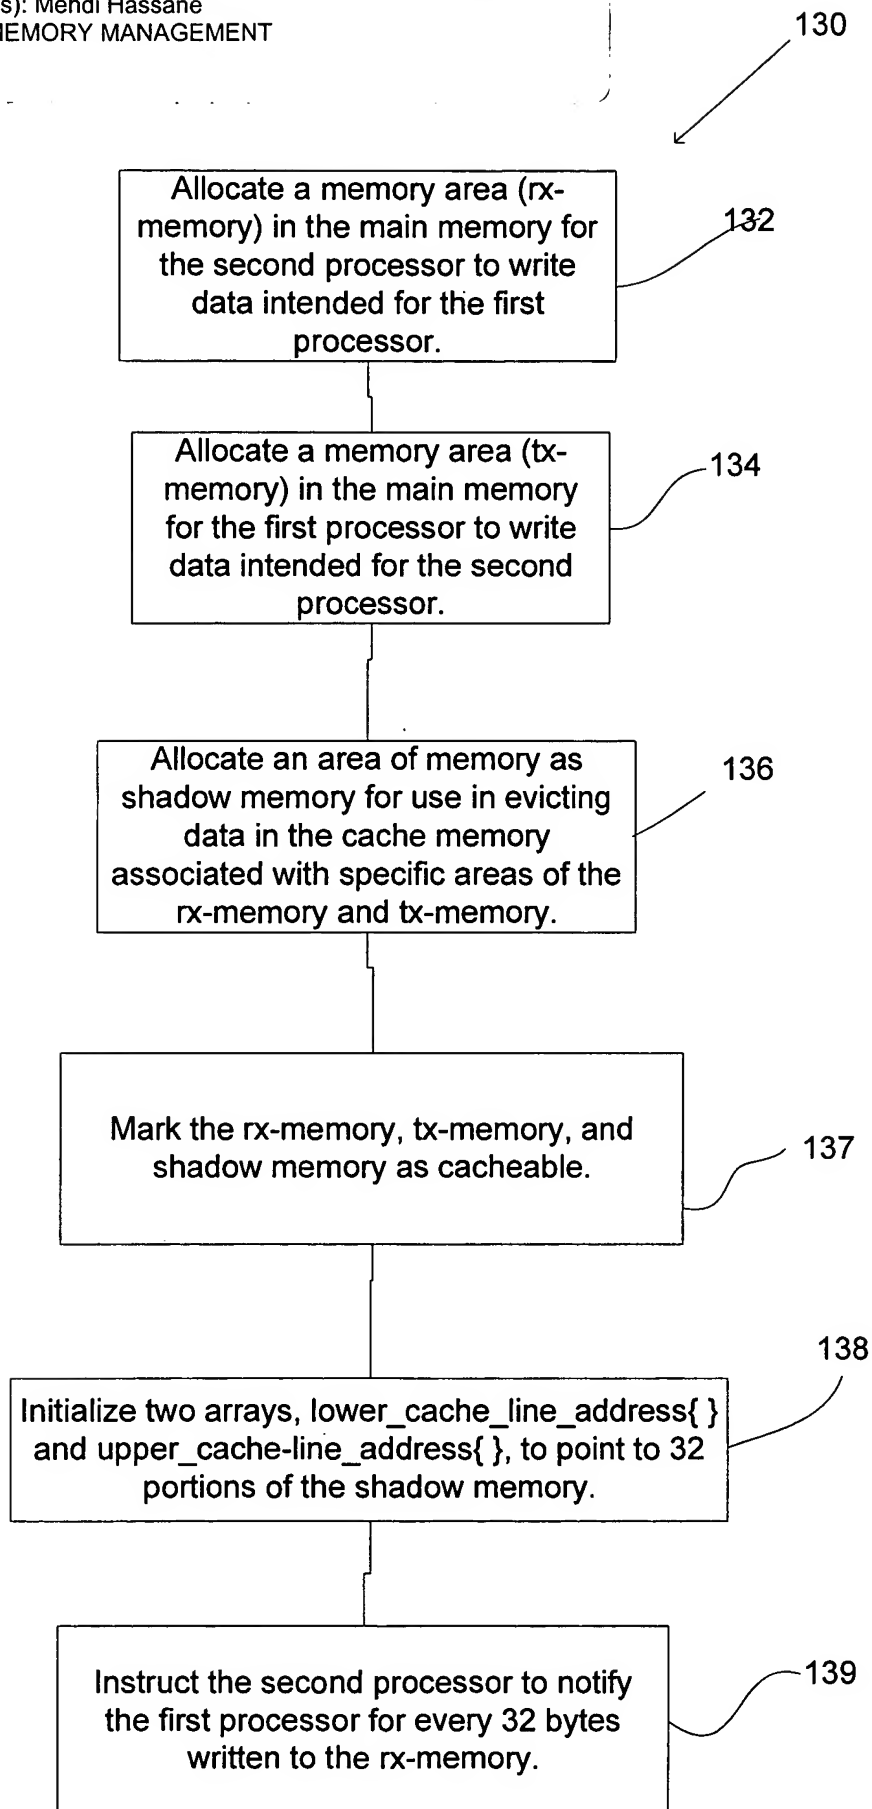 s): Mehdi Hassane
MEMORY MANAGEMENT
130
Allocate a memory area (rx-
memory) in the main memory for
the second processor to write
data intended for the first
processor.
132
Allocate a memory area (tx-
memory) in the main memory
for the first processor to write
data intended for the second
processor.
134
Allocate an area of memory as
shadow memory for use in evicting
data in the cache memory
associated with specific areas of the
rx-memory and tx-memory.
136
Mark the rx-memory, tx-memory, and
shadow memory as cacheable.
137
Initialize two arrays, lower_cache_line_address{ }
and upper_cache-line_address{ }, to point to 32
portions of the shadow memory.
138
Instruct the second processor to notify
the first processor for every 32 bytes
written to the rx-memory.
139